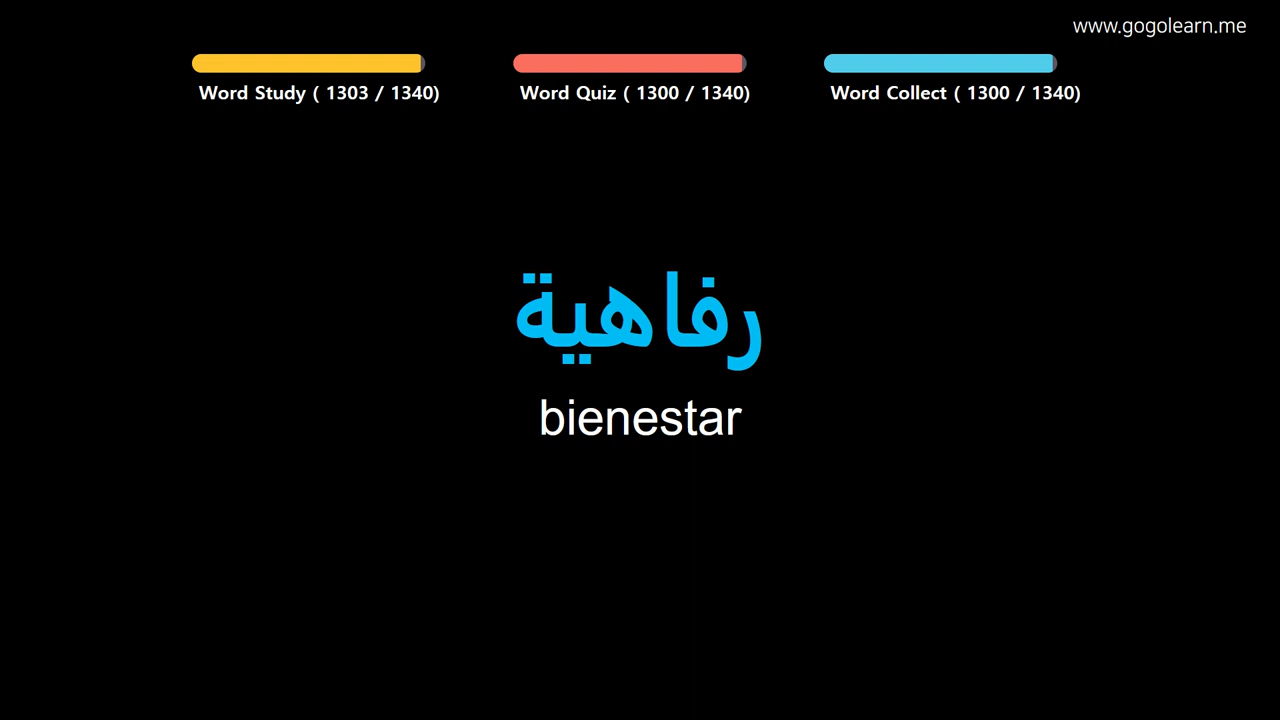 www.gogolearn.me
Word Study ( 1303 / 1340)
Word Quiz ( 1300 / 1340)
Word Collect ( 1300 / 1340)
رفاهية
bienestar